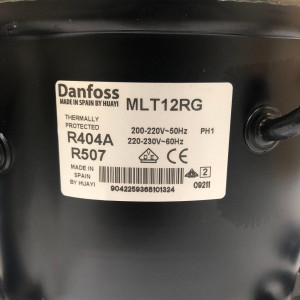 Danfoss MLT12RG
MADE IN SPAIN BY HUAYI
THERMALLY
PROTECTED
200-220V~50Hz PH1
R404A 220-230V~60Hz
R507
MADE IN
SPAIN
BY HUAYI
2
9042259368101324
09211